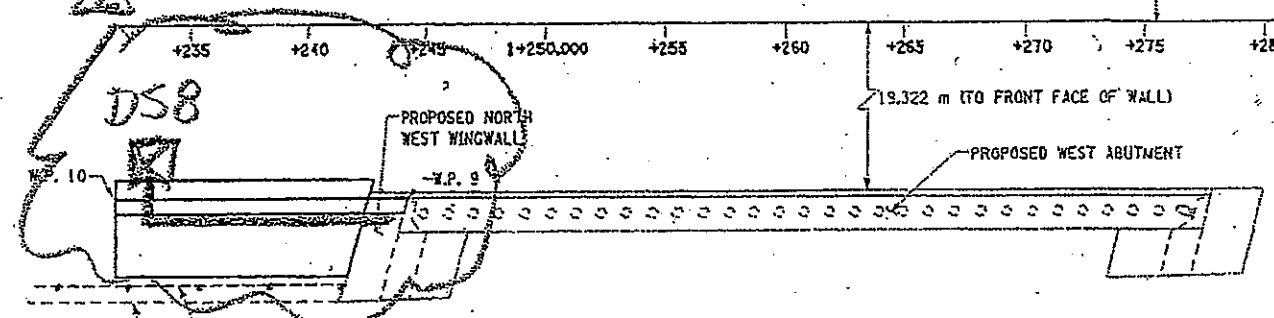 +235 +240 +245 1+250.000 +255 +260 +265 +270 +275
19.322 m (TO FRONT FACE OF WALL)
DS8
PROPOSED NORTH
WEST WINGWALL
PROPOSED WEST ABUTMENT
W.P. 10
W.P. 9